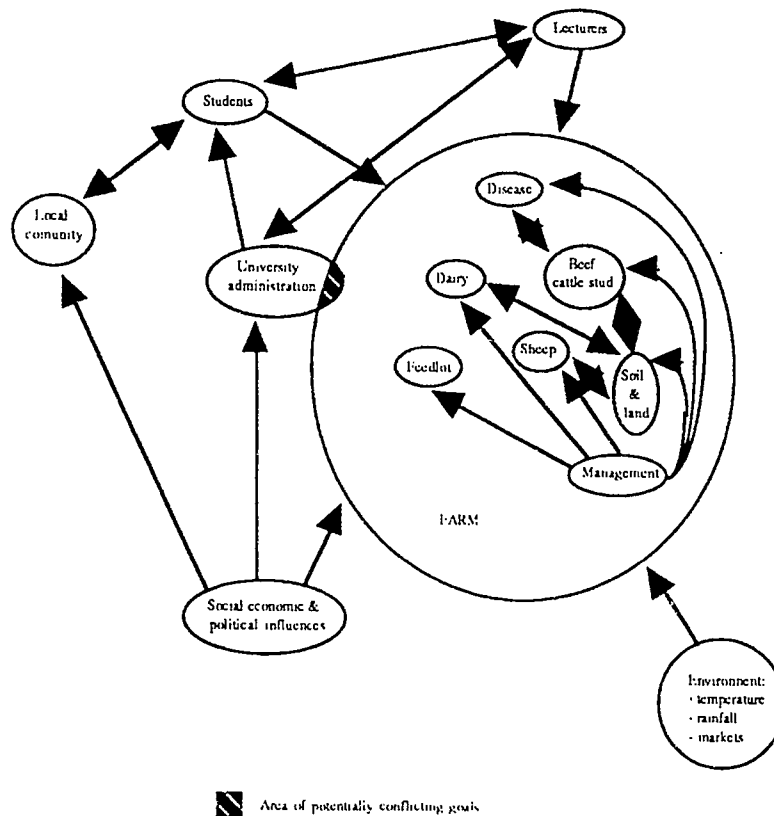 Lecturers
Students
Disease
Local
comunity
University
administration
Beef
cattle stud
Dairy
Sheep
Feedlot
Soil
&
land
Management
FARM
Social economic &
political influences
Environment:
- temperature
- rainfall
- markets
Area of potentially conflicting goals